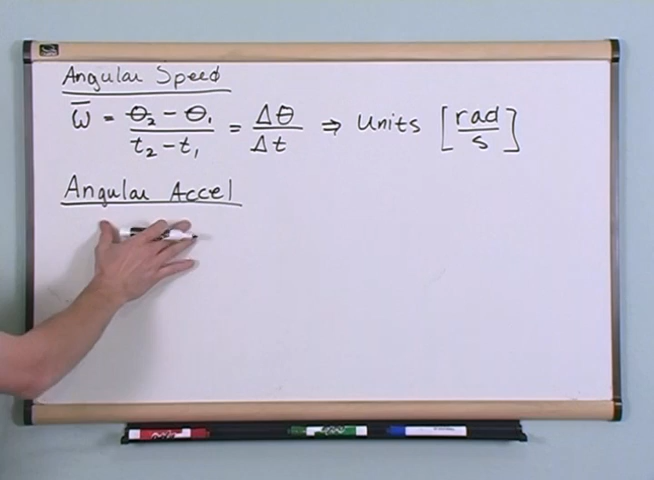 Angular Speed
ω̅ = θ₂ - θ₁ / t₂ - t₁ = Δθ / Δt ⇒ Units [rad / s]
Angular Accel